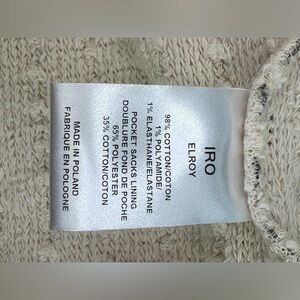 IRO
ELROY
98% COTTON/COTON
1% POLYAMIDE/
1% ELASTHANE/ELASTANE
POCKET SACKS LINING
DOUBLURE FOND DE POCHE
65% POLYESTER
35% COTTON/COTON
MADE IN POLAND
FABRIQUE EN POLOGNE